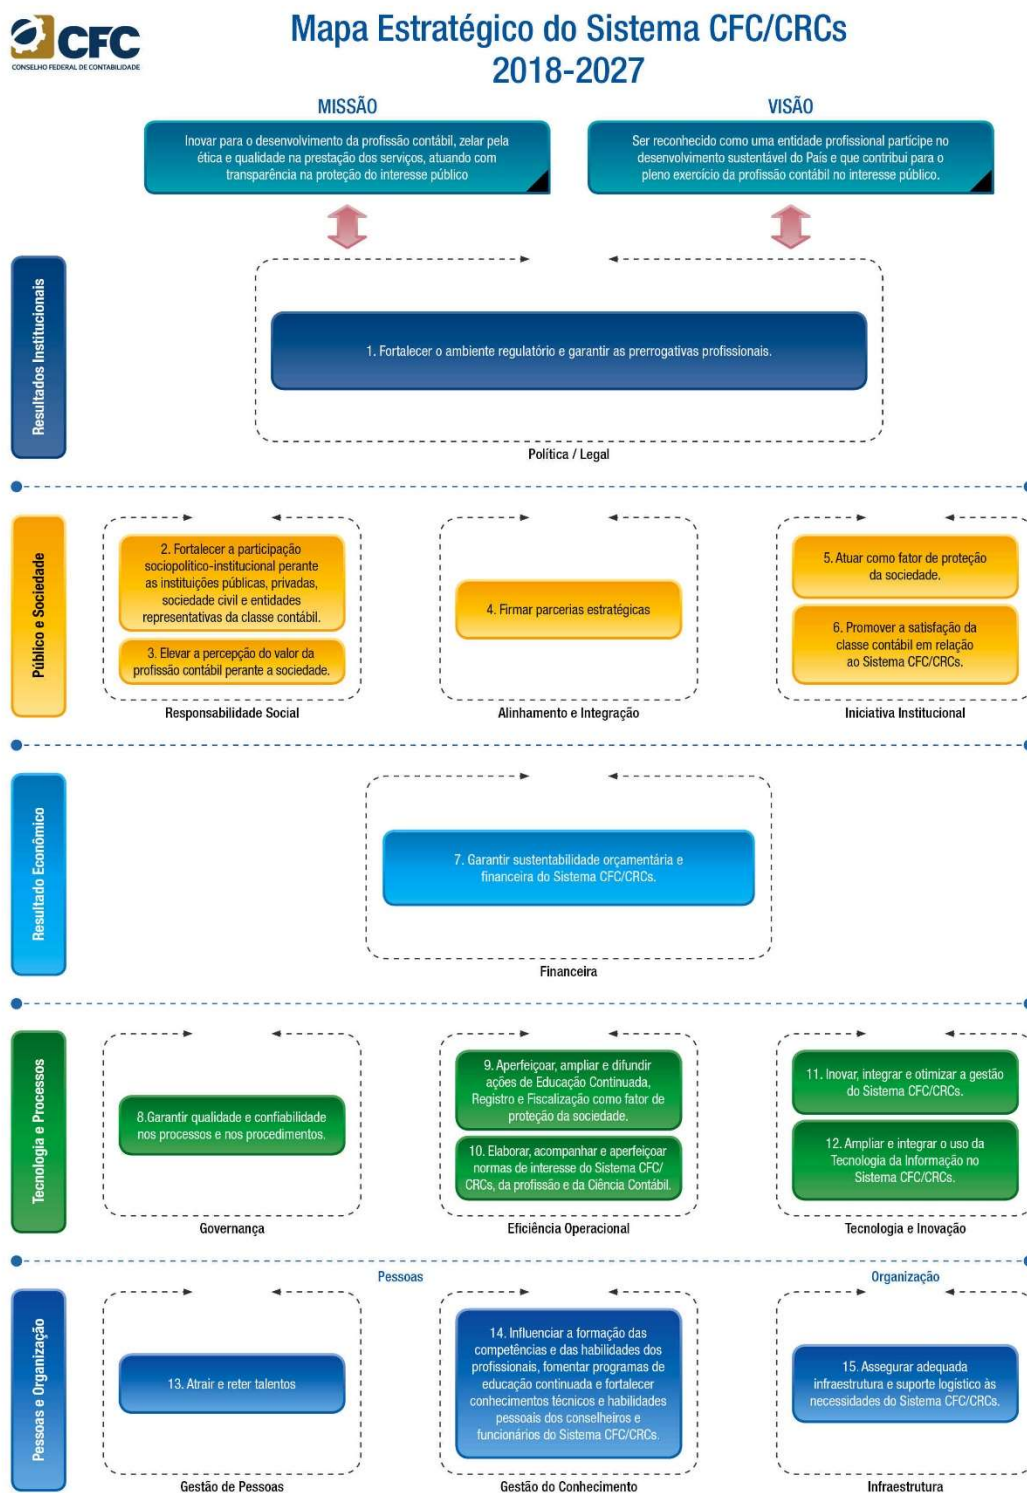 CFC
CONSELHO FEDERAL DE CONTABILIDADE
Mapa Estratégico do Sistema CFC/CRCs
2018-2027
MISSÃO
Inovar para o desenvolvimento da profissão contábil, zelar pela
ética e qualidade na prestação dos serviços, atuando com
transparência na proteção do interesse público
VISÃO
Ser reconhecido como uma entidade profissional partícipe no
desenvolvimento sustentável do País e que contribui para o
pleno exercício da profissão contábil no interesse público.
Resultados Institucionais
1. Fortalecer o ambiente regulatório e garantir as prerrogativas profissionais.
Política / Legal
Público e Sociedade
2. Fortalecer a participação
sociopolítico-institucional perante
as instituições públicas, privadas,
sociedade civil e entidades
representativas da classe contábil.
3. Elevar a percepção do valor da
profissão contábil perante a sociedade.
Responsabilidade Social
4. Firmar parcerias estratégicas
Alinhamento e Integração
5. Atuar como fator de proteção
da sociedade.
6. Promover a satisfação da
classe contábil em relação
ao Sistema CFC/CRCs.
Iniciativa Institucional
Resultado Econômico
7. Garantir sustentabilidade orçamentária e
financeira do Sistema CFC/CRCs.
Financeira
Tecnologia e Processos
8.Garantir qualidade e confiabilidade
nos processos e nos procedimentos.
Governança
9. Aperfeiçoar, ampliar e difundir
ações de Educação Continuada,
Registro e Fiscalização como fator de
proteção da sociedade.
10. Elaborar, acompanhar e aperfeiçoar
normas de interesse do Sistema CFC/
CRCs, da profissão e da Ciência Contábil.
Eficiência Operacional
11. Inovar, integrar e otimizar a gestão
do Sistema CFC/CRCs.
12. Ampliar e integrar o uso da
Tecnologia da Informação no
Sistema CFC/CRCs.
Tecnologia e Inovação
Pessoas e Organização
Pessoas
Organização
13. Atrair e reter talentos
Gestão de Pessoas
14. Influenciar a formação das
competências e das habilidades dos
profissionais, fomentar programas de
educação continuada e fortalecer
conhecimentos técnicos e habilidades
pessoais dos conselheiros e
funcionários do Sistema CFC/CRCs.
Gestão do Conhecimento
15. Assegurar adequada
infraestrutura e suporte logístico às
necessidades do Sistema CFC/CRCs.
Infraestrutura